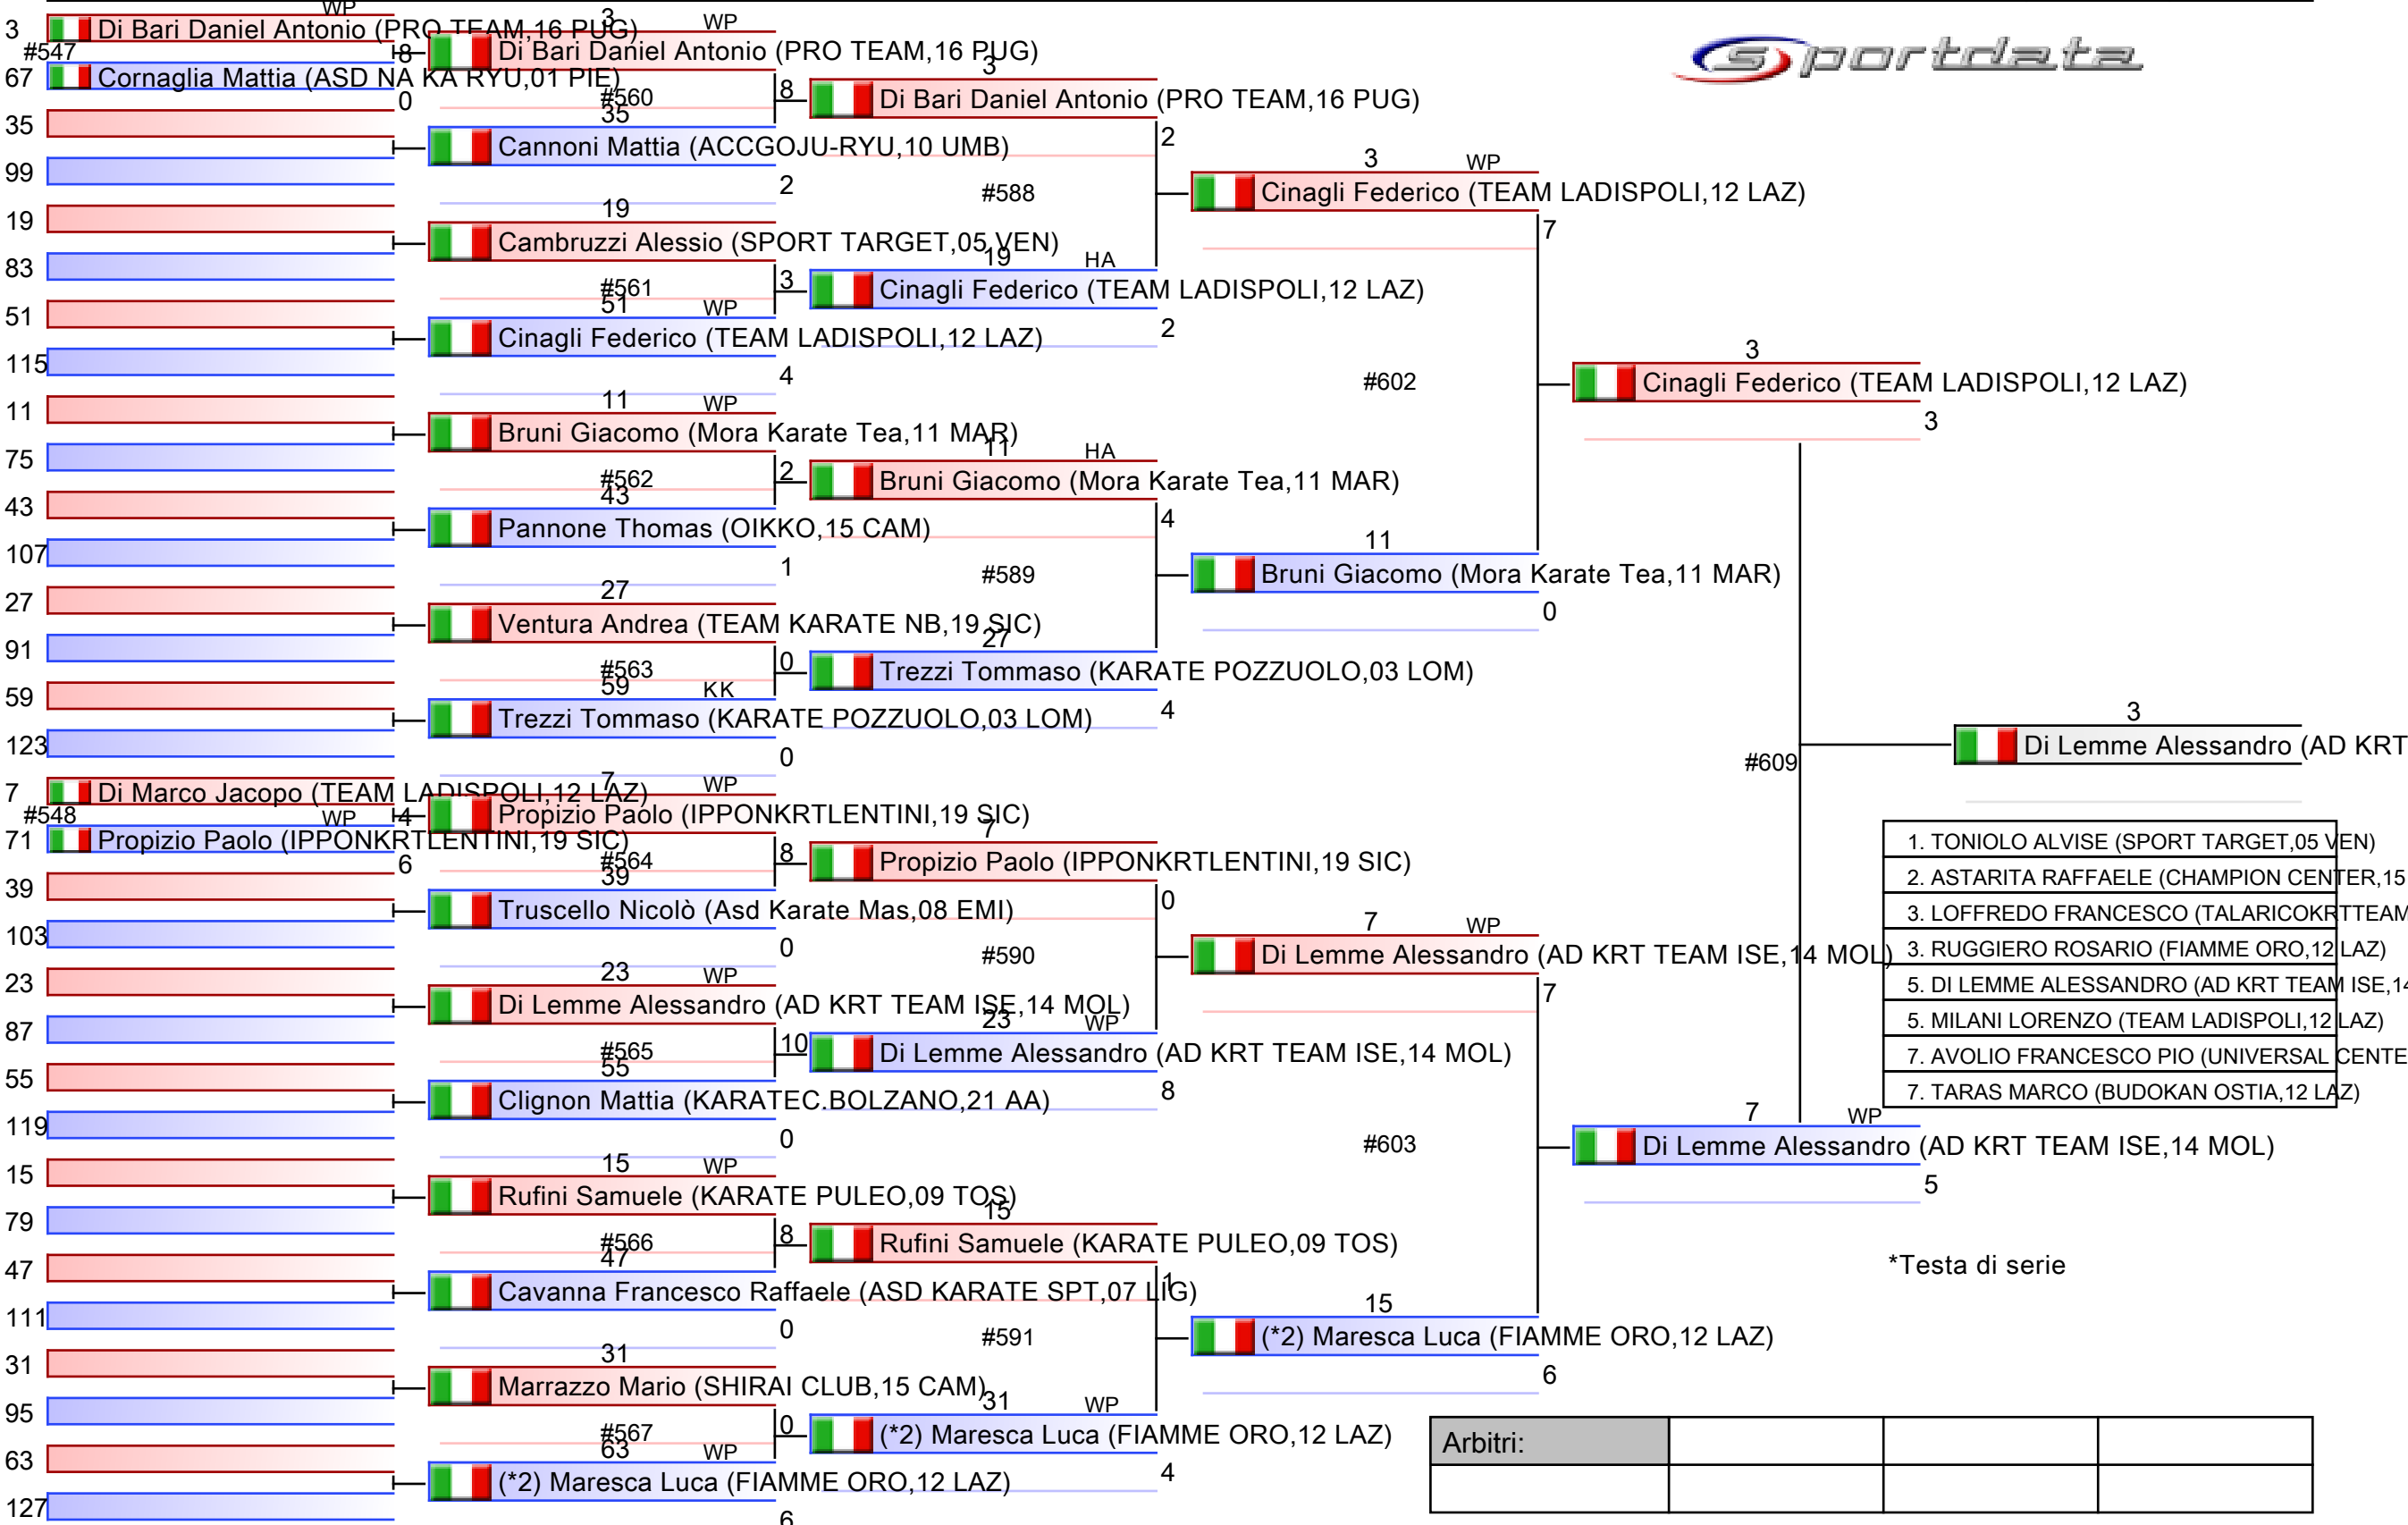 WP
3 Di Bari Daniel Antonio (PRO TEAM,16 PUG)
#547
8
67 Cornaglia Mattia (ASD NA KA RYU,01 PIE)
0
35
99
19
83
51
115
11
75
43
107
27
91
59
123
7 Di Marco Jacopo (TEAM LADISPOLI,12 LAZ)
#548 WP
4
71 Propizio Paolo (IPPONKRTLENTINI,19 SIC)
6
39
103
23
87
55
119
15
79
47
111
31
95
63
127
3 WP
Di Bari Daniel Antonio (PRO TEAM,16 PUG)
#560
8
35
Cannoni Mattia (ACCGOJU-RYU,10 UMB)
2
19
Cambruzzi Alessio (SPORT TARGET,05 VEN)
#561
3
51 WP
Cinagli Federico (TEAM LADISPOLI,12 LAZ)
4
11 WP
Bruni Giacomo (Mora Karate Tea,11 MAR)
#562
2
43
Pannone Thomas (OIKKO,15 CAM)
1
27
Ventura Andrea (TEAM KARATE NB,19 SIC)
#563
0
59 KK
Trezzi Tommaso (KARATE POZZUOLO,03 LOM)
0
7 WP
Propizio Paolo (IPPONKRTLENTINI,19 SIC)
#564
8
39
Truscello Nicolò (Asd Karate Mas,08 EMI)
0
23 WP
Di Lemme Alessandro (AD KRT TEAM ISE,14 MOL)
#565
10
55
Clignon Mattia (KARATEC.BOLZANO,21 AA)
0
15 WP
Rufini Samuele (KARATE PULEO,09 TOS)
#566
8
47
Cavanna Francesco Raffaele (ASD KARATE SPT,07 LIG)
0
31
Marrazzo Mario (SHIRAI CLUB,15 CAM)
#567
0
63 WP
(*2) Maresca Luca (FIAMME ORO,12 LAZ)
6
3
Di Bari Daniel Antonio (PRO TEAM,16 PUG)
2
#588
19 HA
Cinagli Federico (TEAM LADISPOLI,12 LAZ)
2
11 HA
Bruni Giacomo (Mora Karate Tea,11 MAR)
4
#589
27
Trezzi Tommaso (KARATE POZZUOLO,03 LOM)
4
7
Propizio Paolo (IPPONKRTLENTINI,19 SIC)
0
#590
23 WP
Di Lemme Alessandro (AD KRT TEAM ISE,14 MOL)
8
15
Rufini Samuele (KARATE PULEO,09 TOS)
1
#591
31 WP
(*2) Maresca Luca (FIAMME ORO,12 LAZ)
4
3 WP
Cinagli Federico (TEAM LADISPOLI,12 LAZ)
7
#602
11
Bruni Giacomo (Mora Karate Tea,11 MAR)
0
7 WP
Di Lemme Alessandro (AD KRT TEAM ISE,14 MOL)
7
#603
15
(*2) Maresca Luca (FIAMME ORO,12 LAZ)
6
sportdata
3
Cinagli Federico (TEAM LADISPOLI,12 LAZ)
3
#609
7 WP
Di Lemme Alessandro (AD KRT TEAM ISE,14 MOL)
5
3
Di Lemme Alessandro (AD KRT
1. TONIOLO ALVISE (SPORT TARGET,05 VEN)
2. ASTARITA RAFFAELE (CHAMPION CENTER,15
3. LOFFREDO FRANCESCO (TALARICOKRTTEAM
3. RUGGIERO ROSARIO (FIAMME ORO,12 LAZ)
5. DI LEMME ALESSANDRO (AD KRT TEAM ISE,14
5. MILANI LORENZO (TEAM LADISPOLI,12 LAZ)
7. AVOLIO FRANCESCO PIO (UNIVERSAL CENTE
7. TARAS MARCO (BUDOKAN OSTIA,12 LAZ)
*Testa di serie
Arbitri: